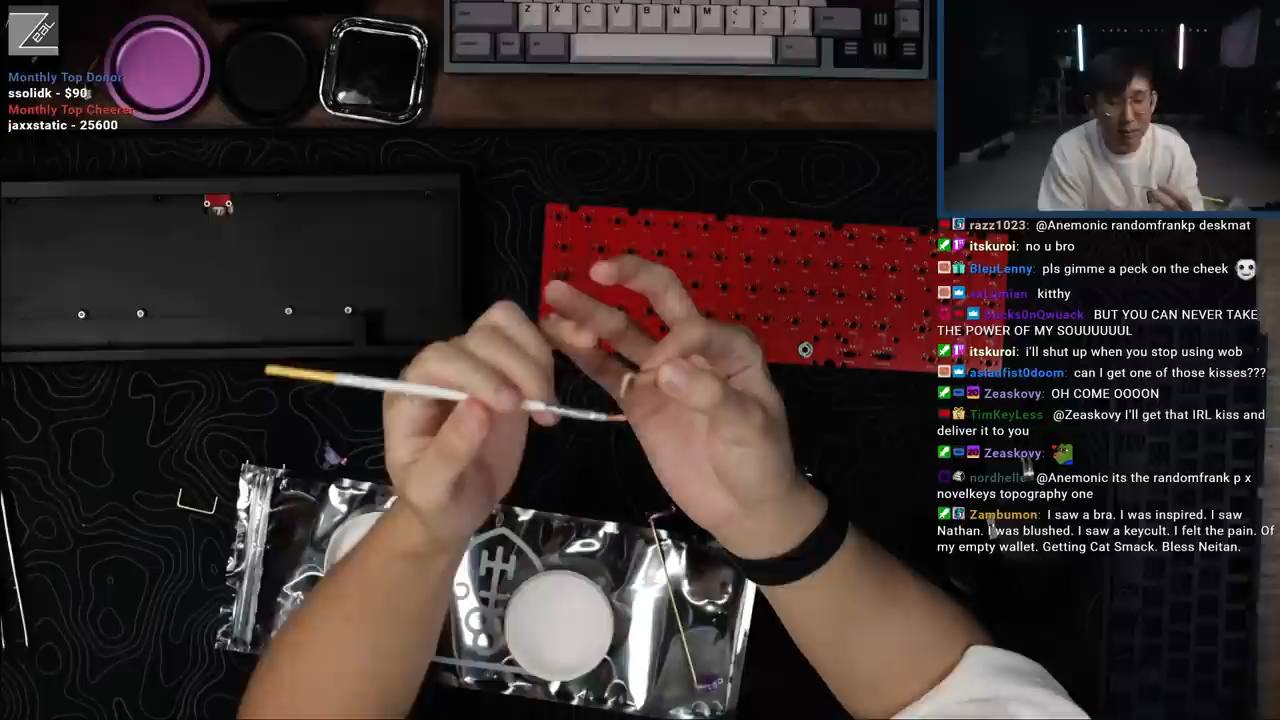 Zeal
Monthly Top Donor
ssolidk - $90
Monthly Top Cheerer
jaxxstatic - 25600
Z X C V B N M < > ?
razz1023: @Anemonic randomfrankp deskmat
itskuroi: no u bro
BleuLenny: pls gimme a peck on the cheek
kitthy
Ducks0nQwuack BUT YOU CAN NEVER TAKE
THE POWER OF MY SOUUUUUUL
itskuroi: i'll shut up when you stop using wob
asianfist0doom: can I get one of those kisses???
Zeaskovy: OH COME OOOON
TimKeyLess @Zeaskovy I'll get that IRL kiss and
deliver it to you
Zeaskovy:
nordhelle @Anemonic its the randomfrank p x
novelkeys topography one
Zambumon: I saw a bra. I was inspired. I saw
Nathan. I was blushed. I saw a keycult. I felt the pain. Of
my empty wallet. Getting Cat Smack. Bless Neitan.